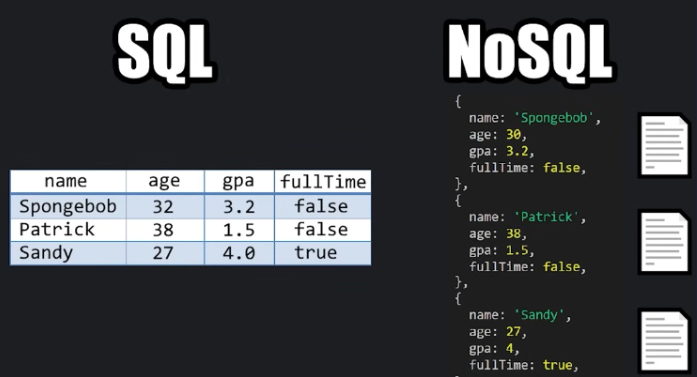 SQL
name age gpa fullTime
Spongebob 32 3.2 false
Patrick 38 1.5 false
Sandy 27 4.0 true
NoSQL
{
name: 'Spongebob',
age: 30,
gpa: 3.2,
fullTime: false,
},
{
name: 'Patrick',
age: 38,
gpa: 1.5,
fullTime: false,
},
{
name: 'Sandy',
age: 27,
gpa: 4,
fullTime: true,